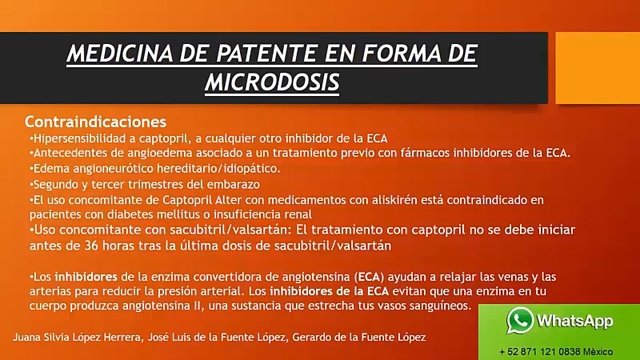 MEDICINA DE PATENTE EN FORMA DE
MICRODOSIS
Contraindicaciones
•Hipersensibilidad a captopril, a cualquier otro inhibidor de la ECA
•Antecedentes de angioedema asociado a un tratamiento previo con fármacos inhibidores de la ECA.
•Edema angioneurótico hereditario/idiopático.
•Segundo y tercer trimestres del embarazo
•El uso concomitante de Captopril Alter con medicamentos con aliskirén está contraindicado en
pacientes con diabetes mellitus o insuficiencia renal
•Uso concomitante con sacubitril/valsartán: El tratamiento con captopril no se debe iniciar
antes de 36 horas tras la última dosis de sacubitril/valsartán
•Los inhibidores de la enzima convertidora de angiotensina (ECA) ayudan a relajar las venas y las
arterias para reducir la presión arterial. Los inhibidores de la ECA evitan que una enzima en tu
cuerpo produzca angiotensina II, una sustancia que estrecha tus vasos sanguíneos.
WhatsApp
Juana Silvia López Herrera, José Luis de la Fuente López, Gerardo de la Fuente López
+ 52 871 121 0838 Mèxico